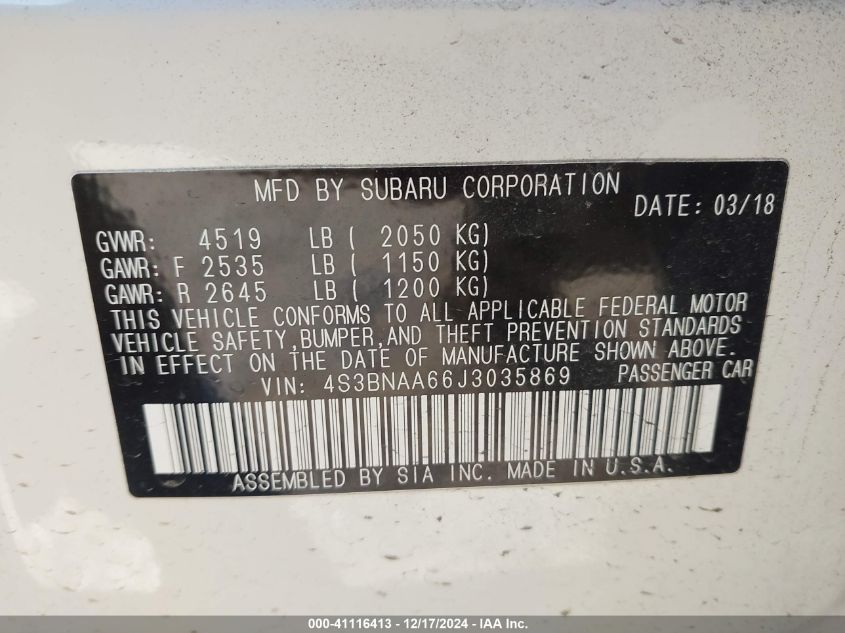 MFD BY SUBARU CORPORATION
DATE: 03/18
GVWR: 4519 LB ( 2050 KG)
GAWR: F 2535 LB ( 1150 KG)
GAWR: R 2645 LB ( 1200 KG)
THIS VEHICLE CONFORMS TO ALL APPLICABLE FEDERAL MOTOR
VEHICLE SAFETY,BUMPER,AND THEFT PREVENTION STANDARDS
IN EFFECT ON THE DATE OF MANUFACTURE SHOWN ABOVE.
VIN: 4S3BNAA66J3035869 PASSENGER CAR
ASSEMBLED BY SIA INC. MADE IN U.S.A.
000-41116413 - 12/17/2024 - IAA Inc.